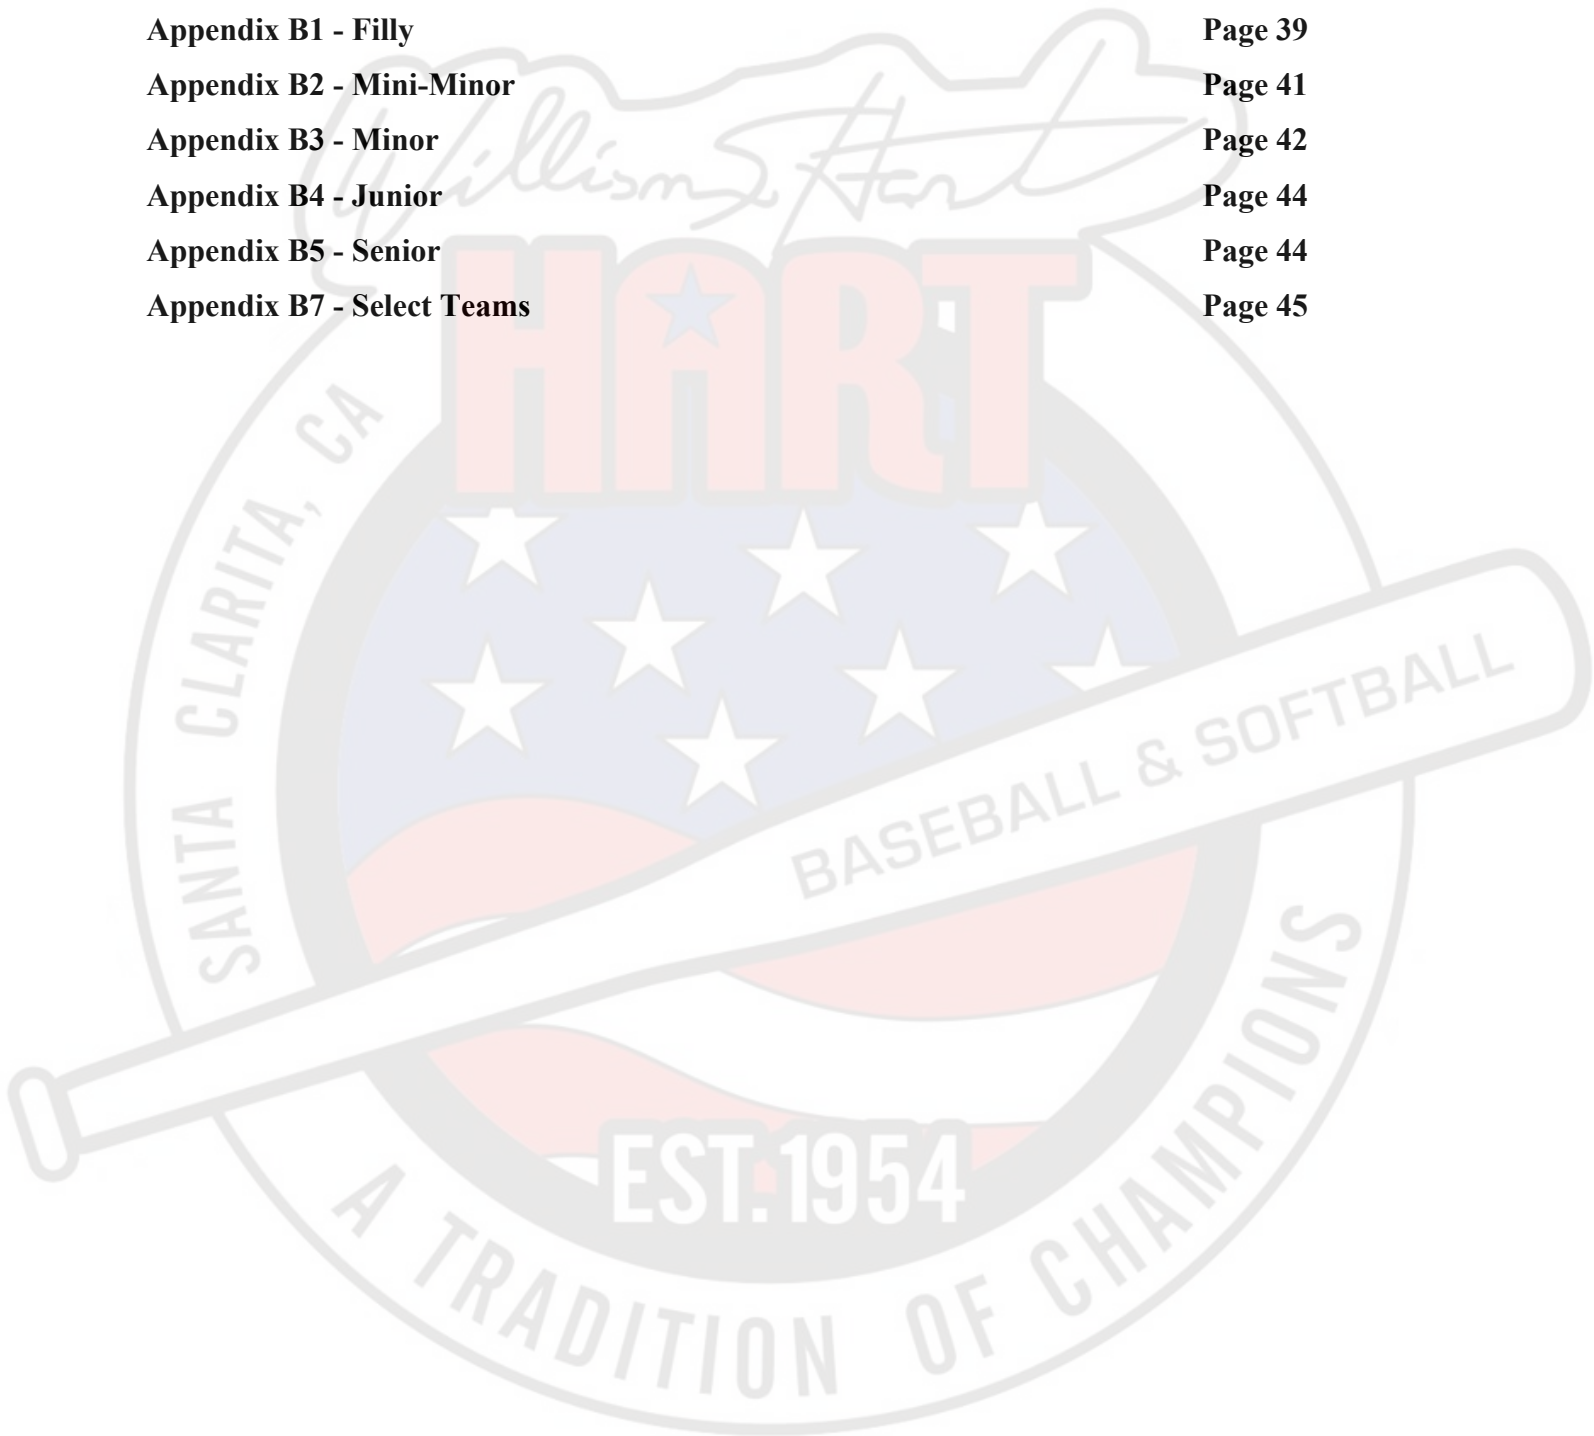 Appendix B1 - Filly Page 39
Appendix B2 - Mini-Minor Page 41
Appendix B3 - Minor Page 42
Appendix B4 - Junior Page 44
Appendix B5 - Senior Page 44
Appendix B7 - Select Teams Page 45
William S. Hart
HART
SANTA CLARITA, CA
BASEBALL & SOFTBALL
EST. 1954
A TRADITION OF CHAMPIONS